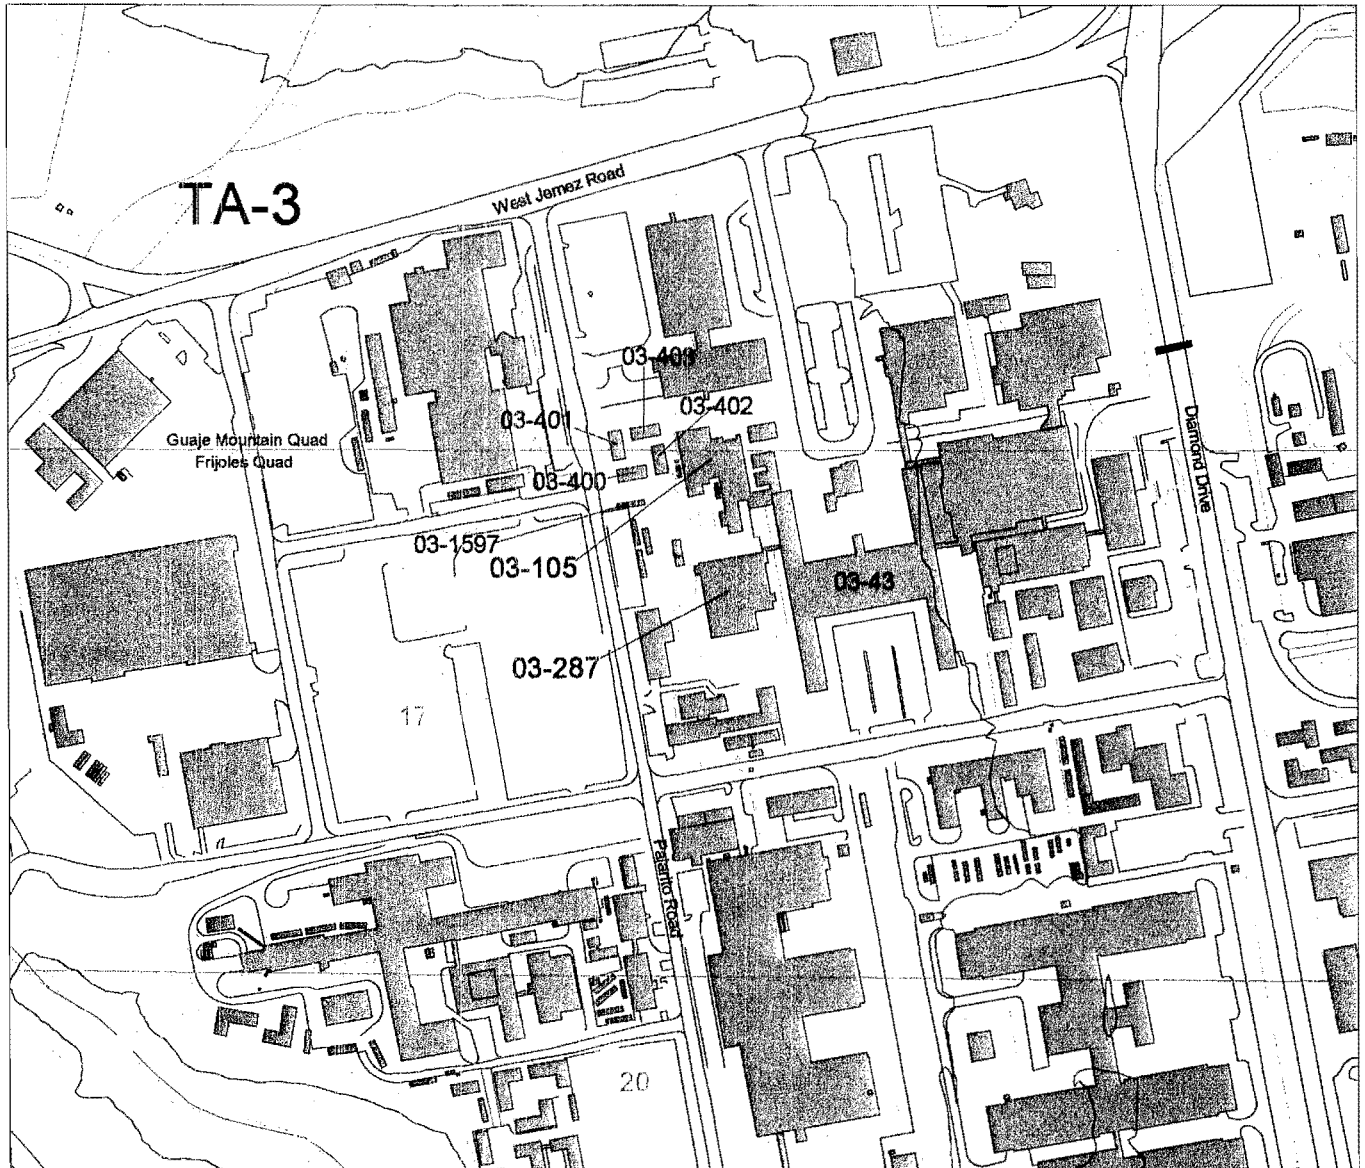 TA-3
West Jemez Road
03-401
03-402
Guaje Mountain Quad
Frijoles Quad
03-400
Diamond Drive
03-1597
03-105
03-43
03-287
17
Pajarito Road
20